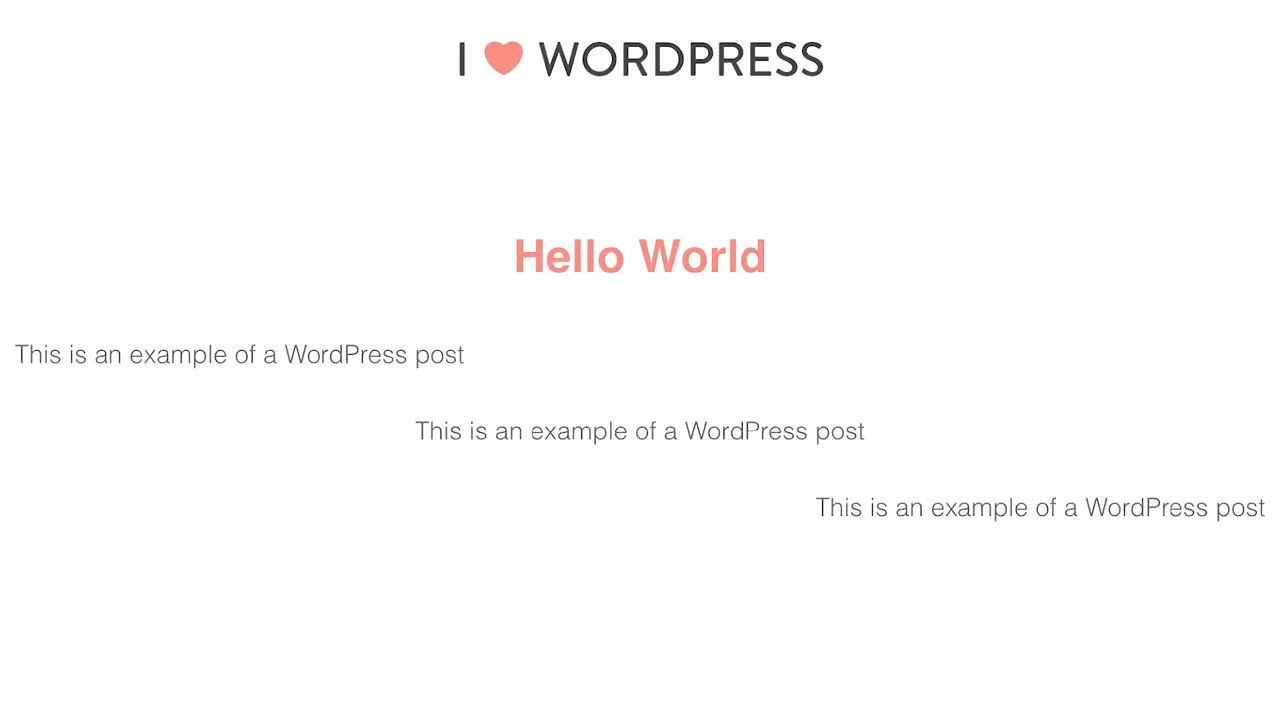 I ♥ WORDPRESS
Hello World
This is an example of a WordPress post
This is an example of a WordPress post
This is an example of a WordPress post